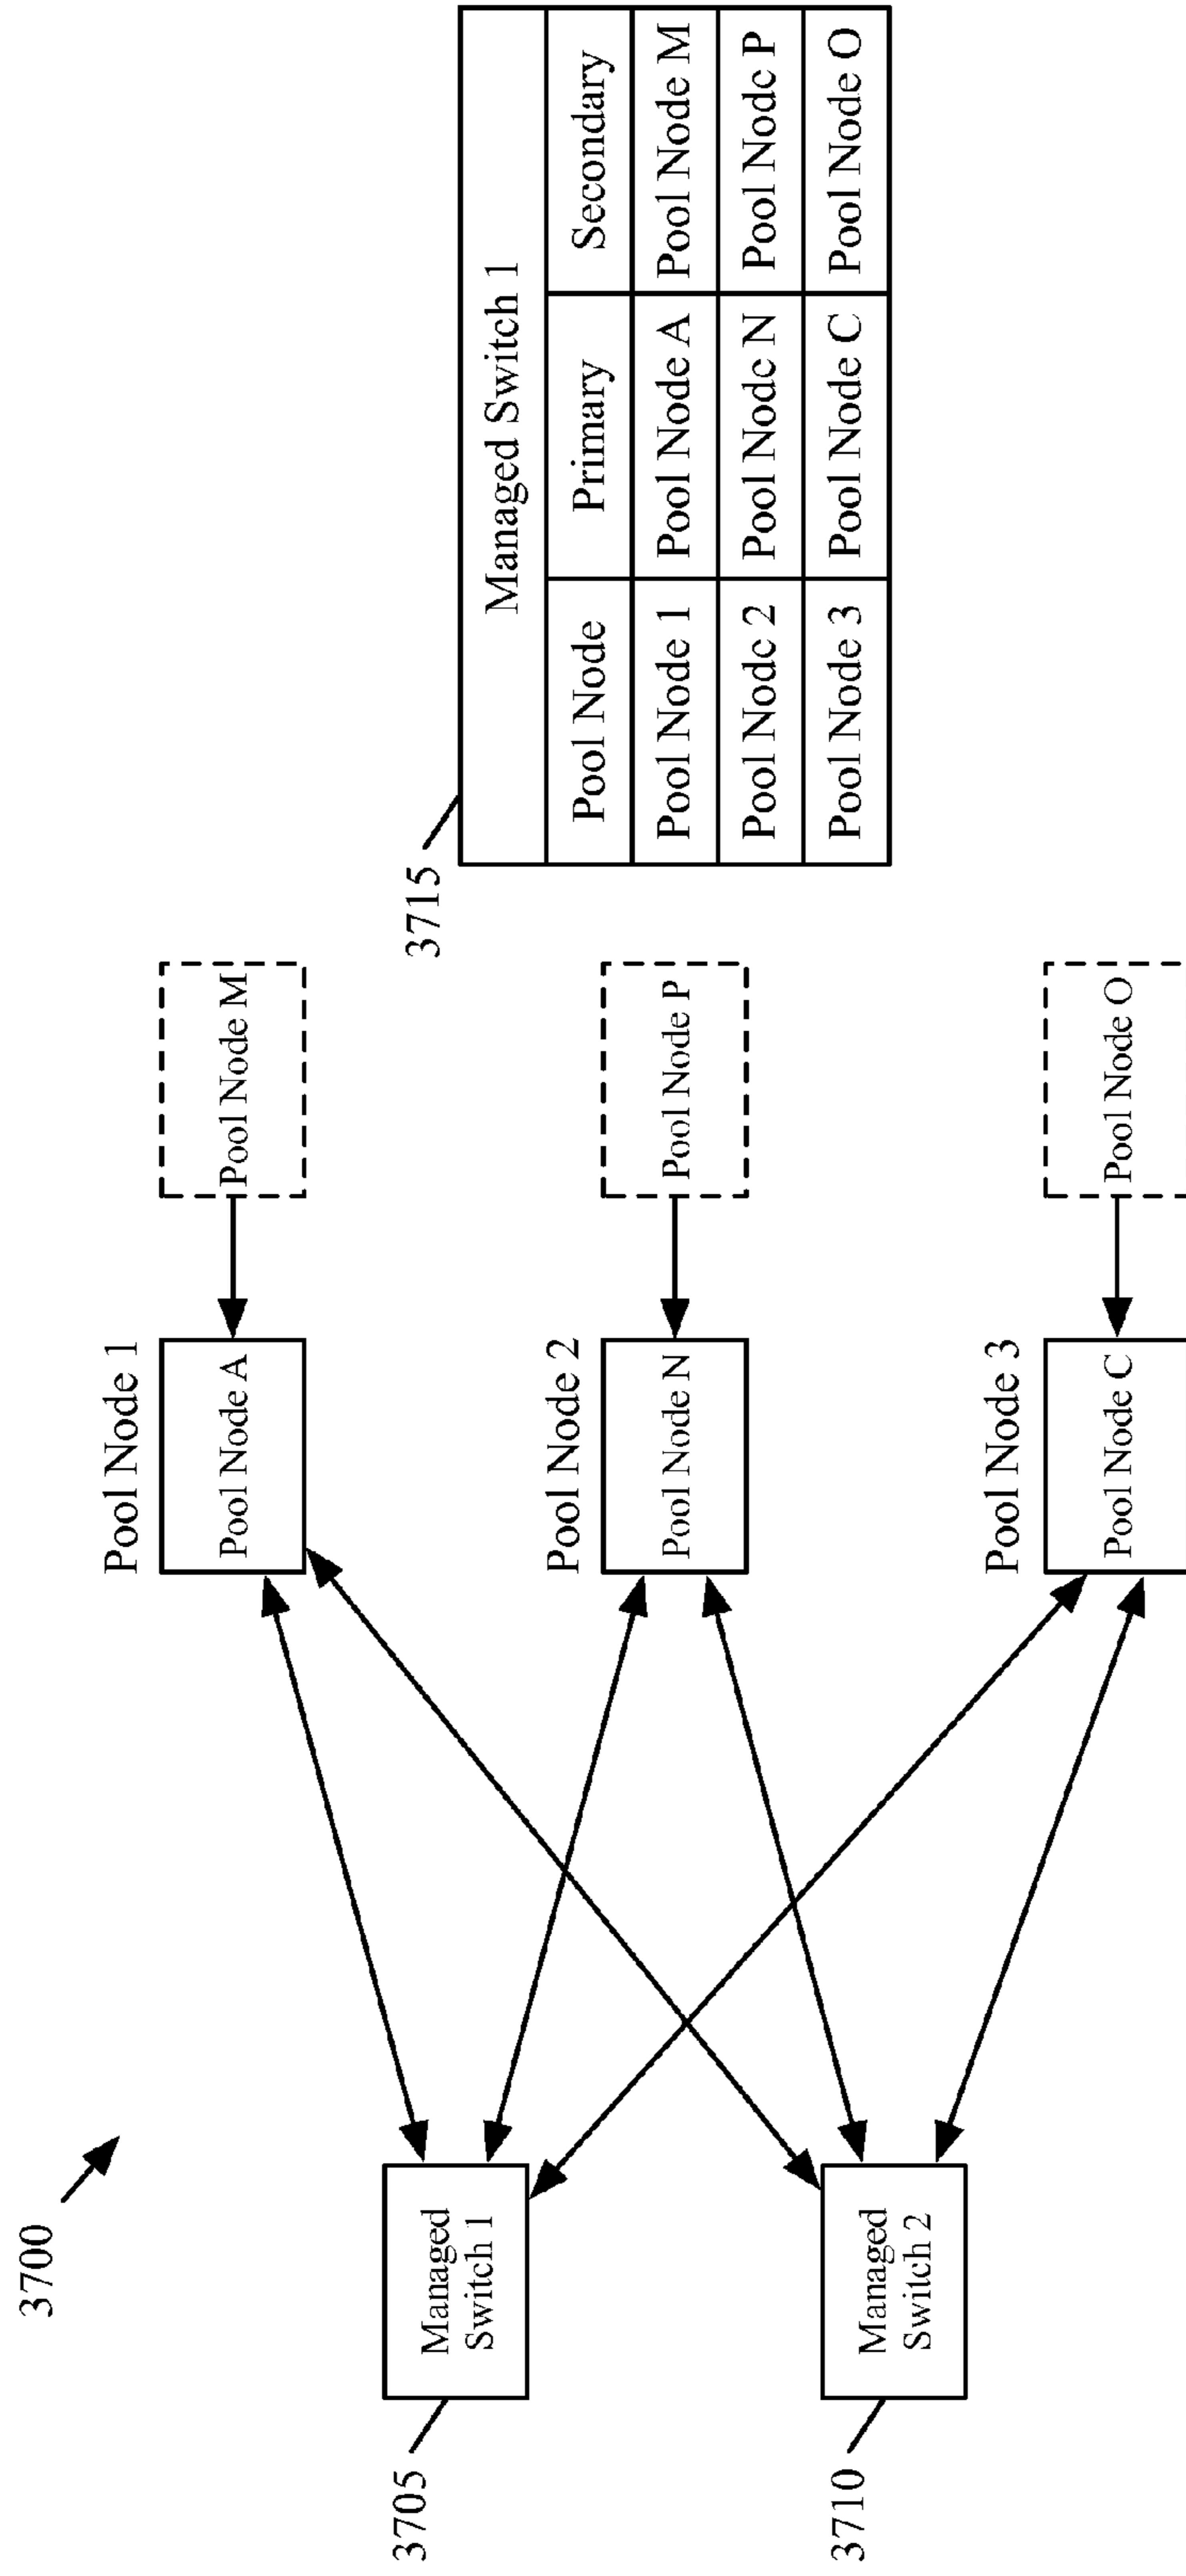 3700
3705
Managed
Switch 1
3710
Managed
Switch 2
Pool Node 1
Pool Node A
Pool Node M
Pool Node 2
Pool Node N
Pool Node P
Pool Node 3
Pool Node C
Pool Node O
3715
Managed Switch 1
Pool Node Primary Secondary
Pool Node 1 Pool Node A Pool Node M
Pool Node 2 Pool Node N Pool Node P
Pool Node 3 Pool Node C Pool Node O